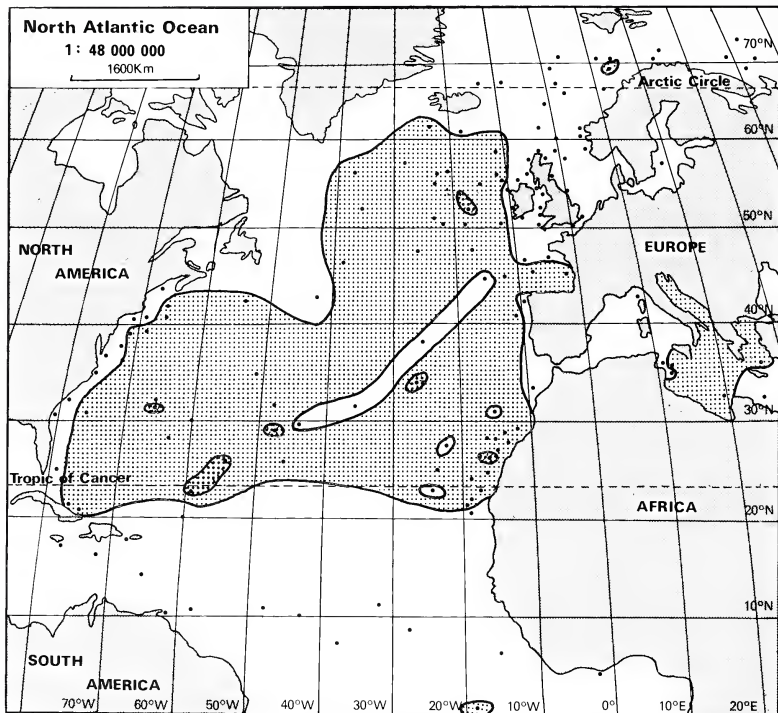 North Atlantic Ocean
1: 48 000 000
1600Km
70°N
Arctic Circle
60°N
50°N
NORTH
AMERICA
EUROPE
40°N
30°N
Tropic of Cancer
AFRICA
20°N
10°N
SOUTH
AMERICA
70°W
60°W
50°W
40°W
30°W
20°W
10°W
0°
10°E
20°E